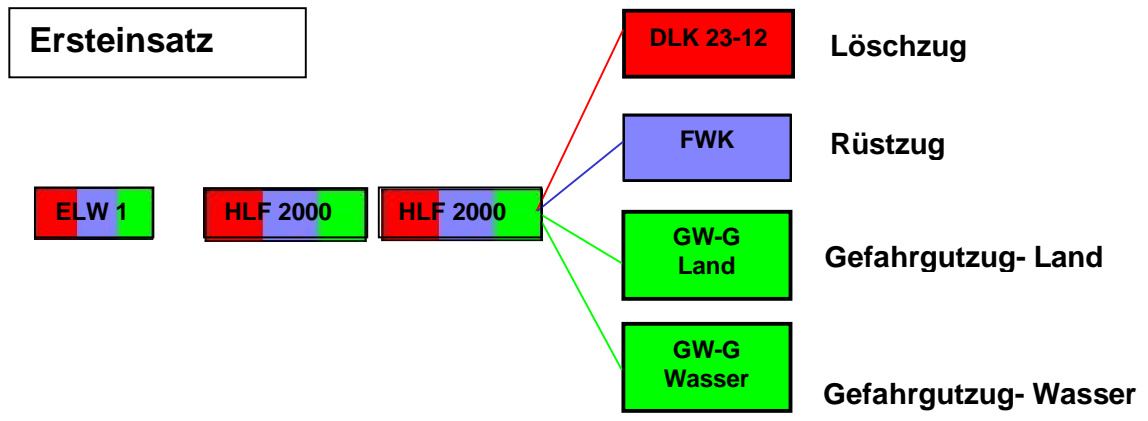 Ersteinsatz
DLK 23-12
Löschzug
FWK
Rüstzug
ELW 1
HLF 2000
HLF 2000
GW-G
Land
Gefahrgutzug- Land
GW-G
Wasser
Gefahrgutzug- Wasser